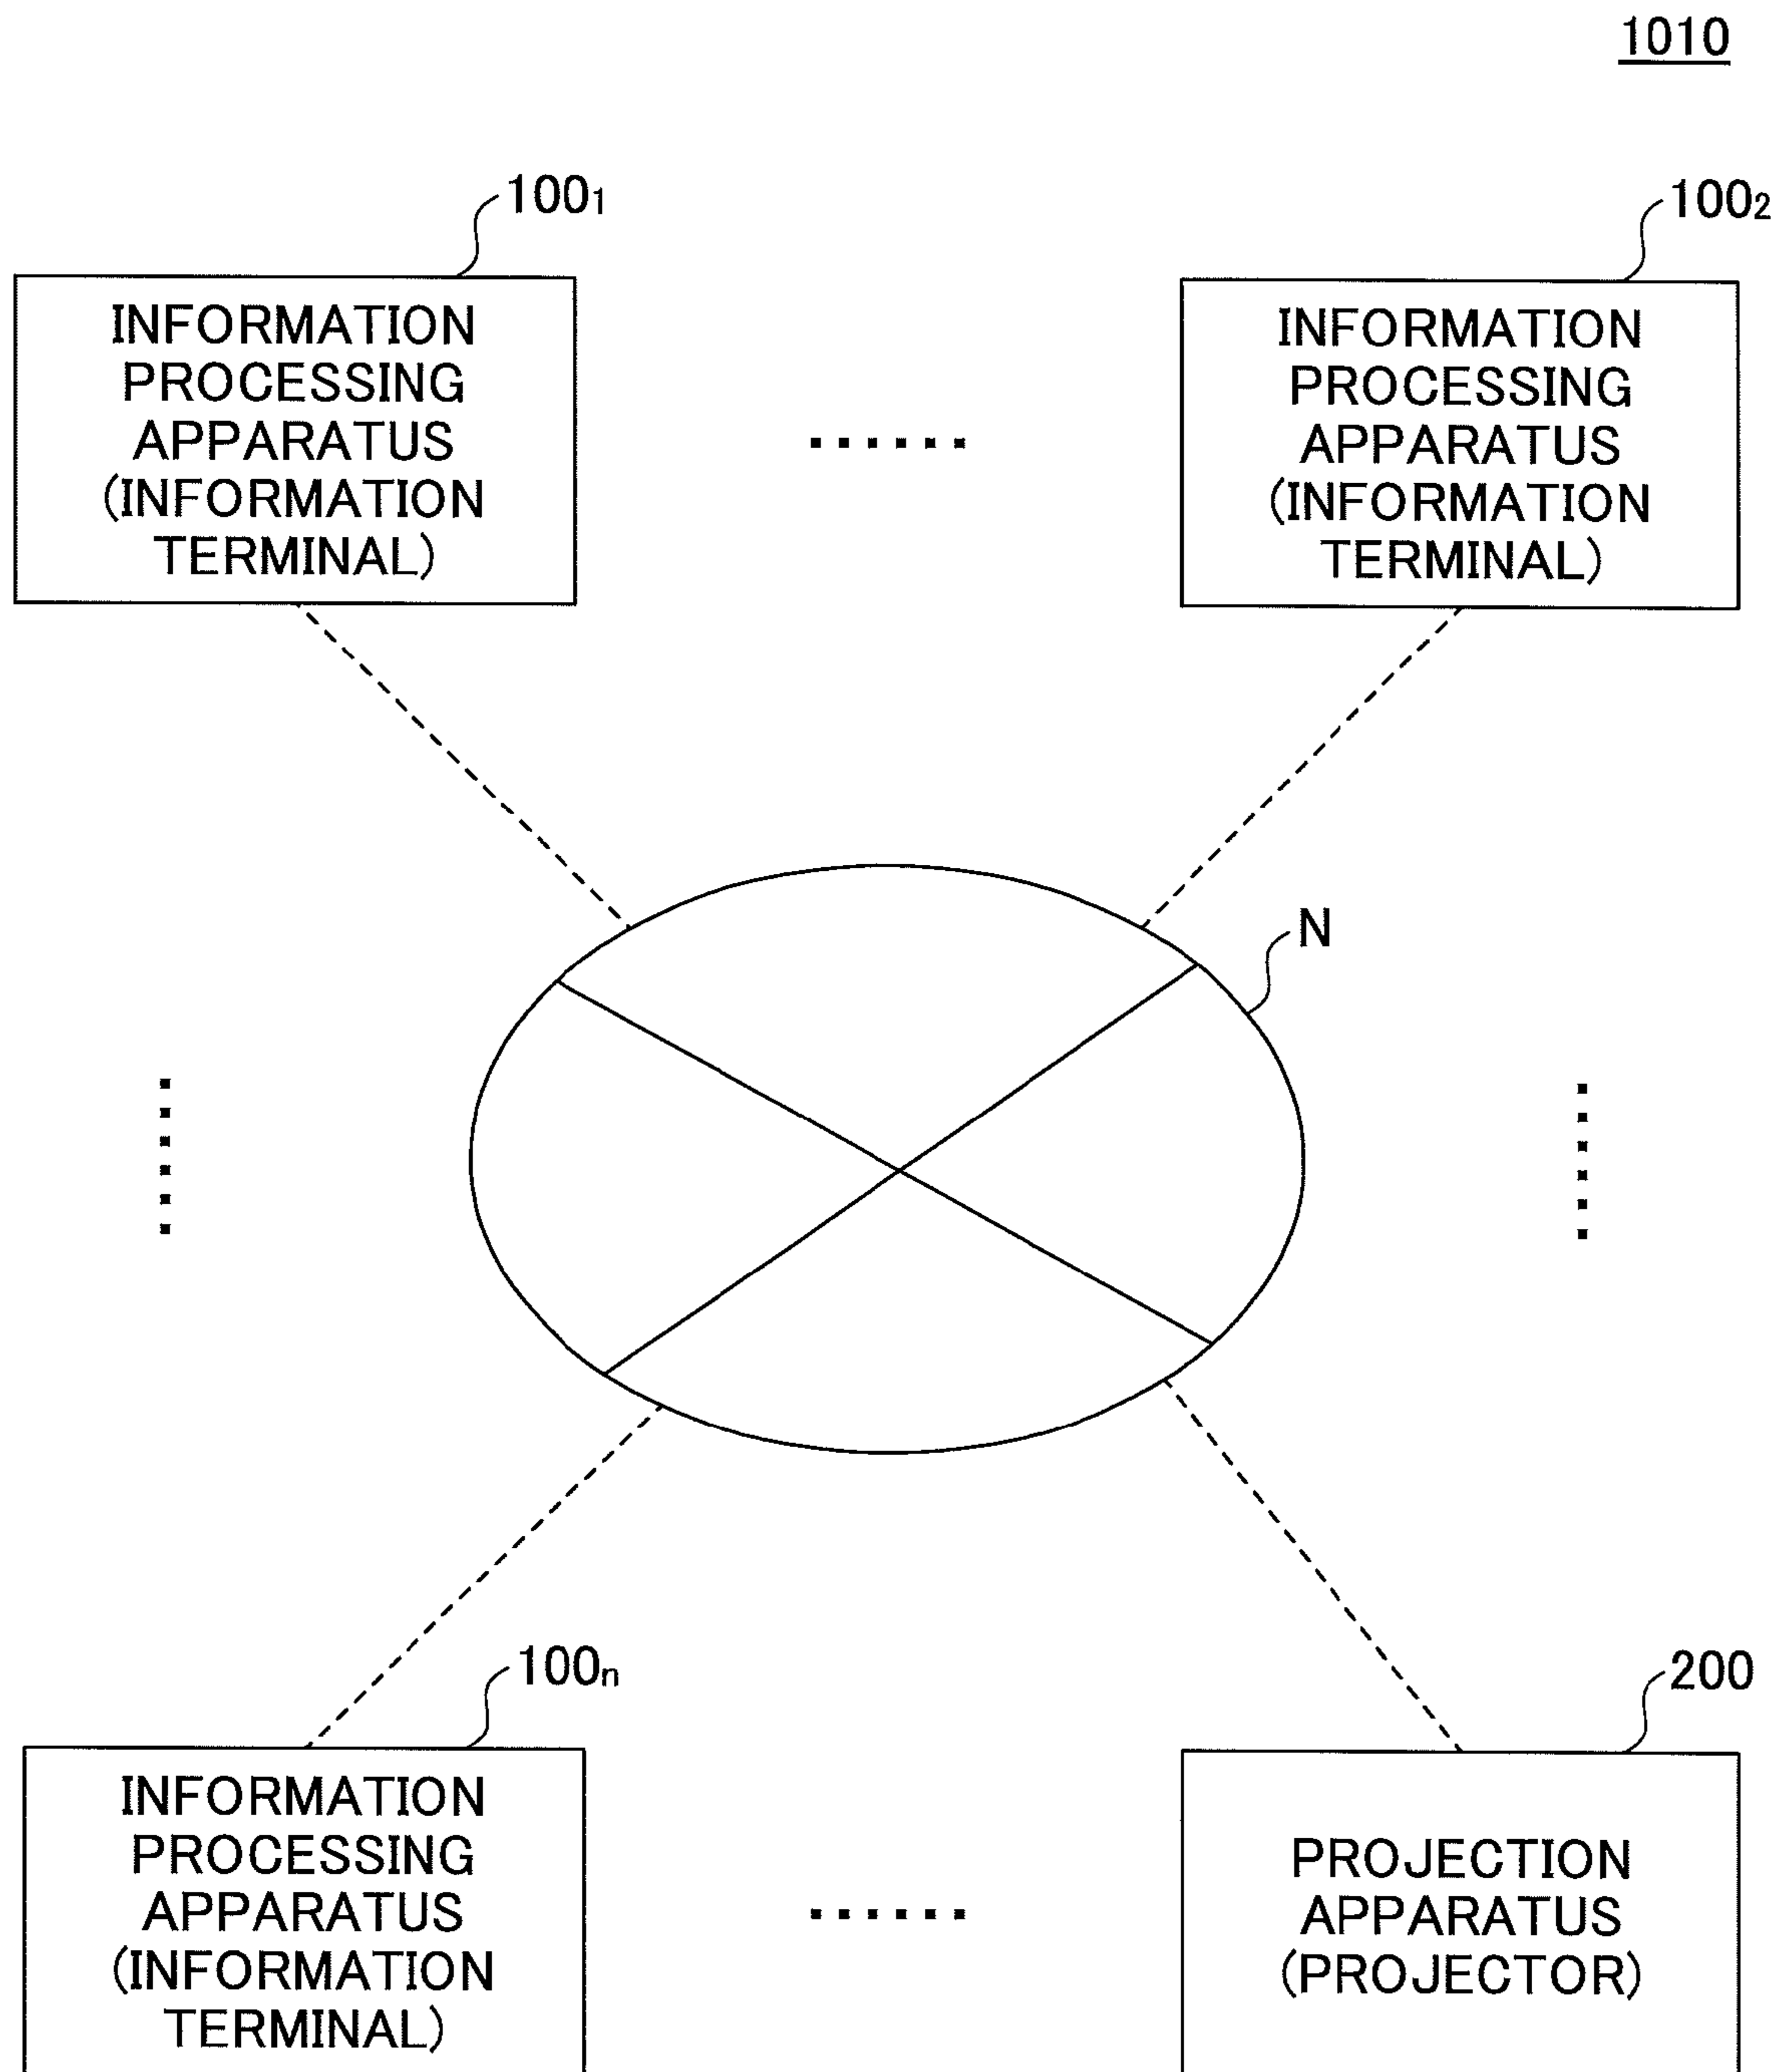 1010
100₁
100₂
INFORMATION
PROCESSING
APPARATUS
(INFORMATION
TERMINAL)
INFORMATION
PROCESSING
APPARATUS
(INFORMATION
TERMINAL)
N
100ₙ
200
INFORMATION
PROCESSING
APPARATUS
(INFORMATION
TERMINAL)
PROJECTION
APPARATUS
(PROJECTOR)